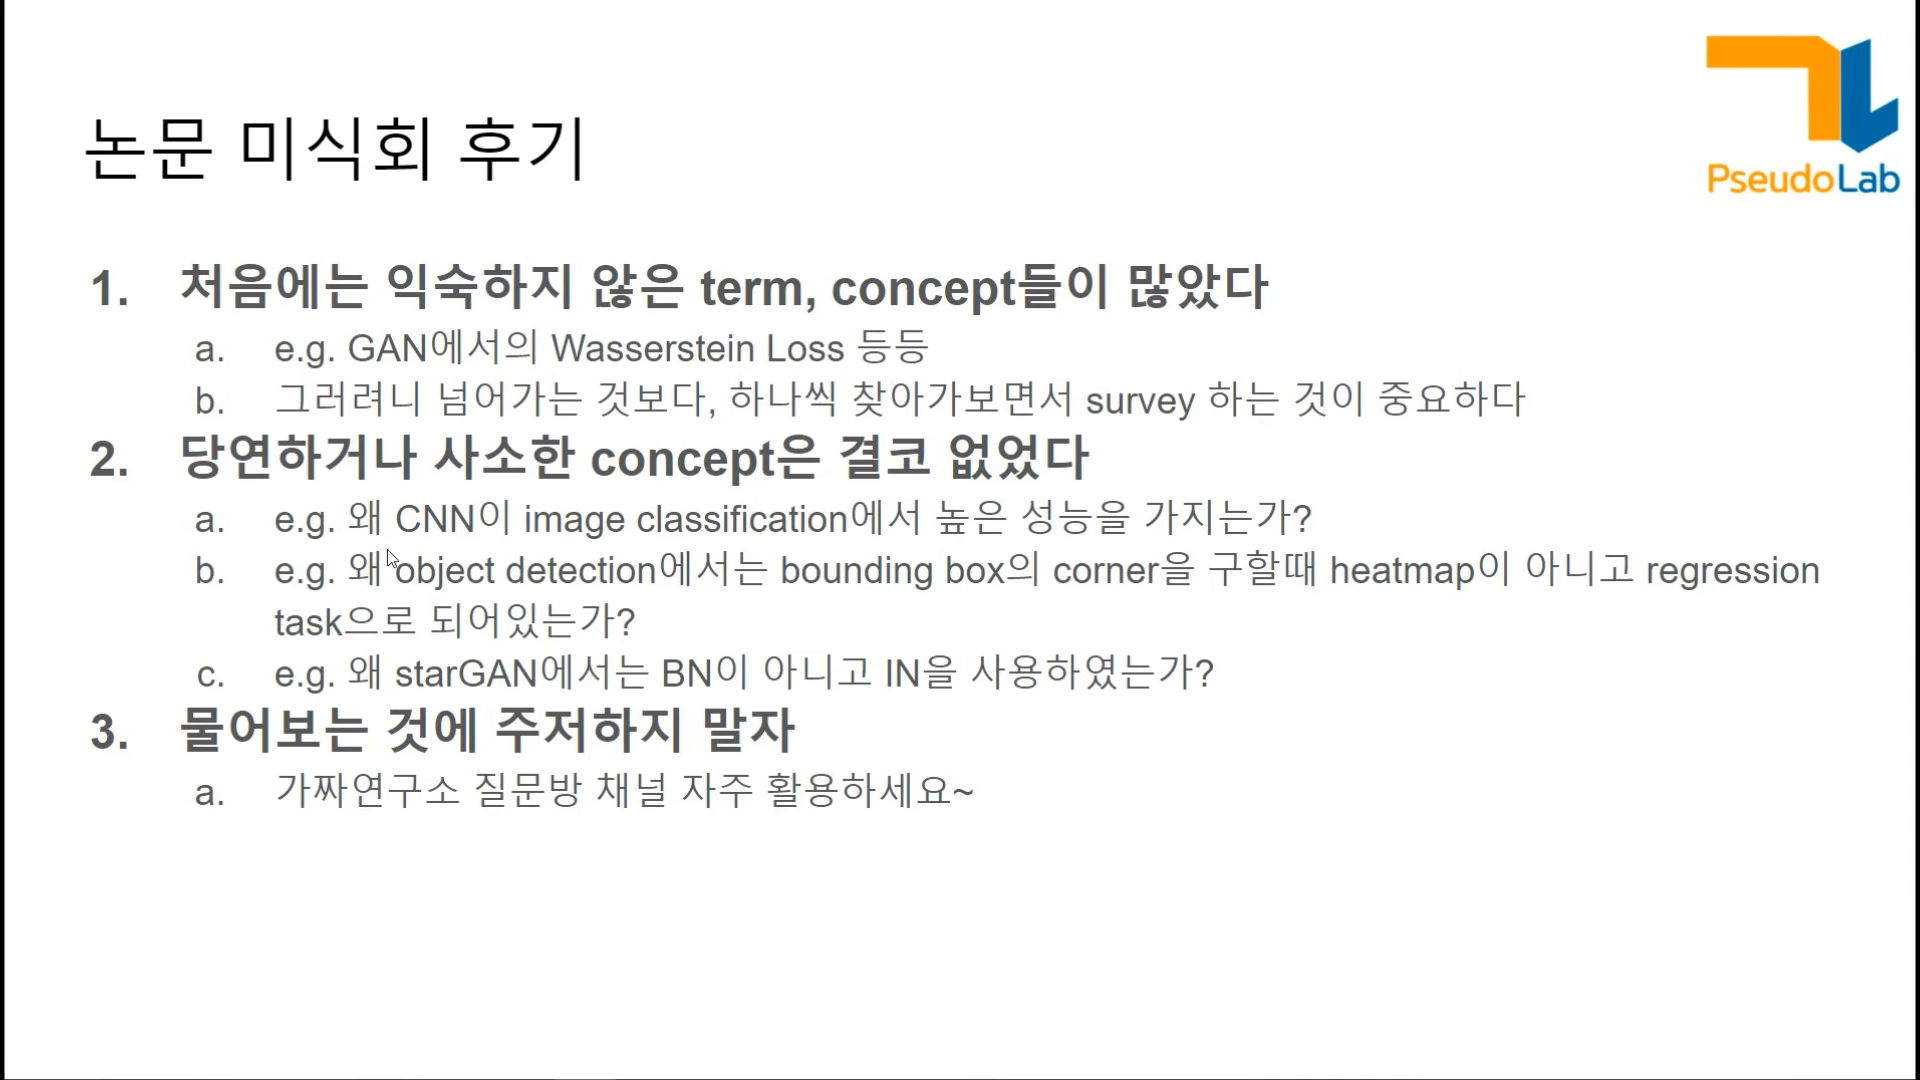 논문 미식회 후기
PseudoLab
1. 처음에는 익숙하지 않은 term, concept들이 많았다
a. e.g. GAN에서의 Wasserstein Loss 등등
b. 그러려니 넘어가는 것보다, 하나씩 찾아가보면서 survey 하는 것이 중요하다
2. 당연하거나 사소한 concept은 결코 없었다
a. e.g. 왜 CNN이 image classification에서 높은 성능을 가지는가?
b. e.g. 왜 object detection에서는 bounding box의 corner을 구할때 heatmap이 아니고 regression
task으로 되어있는가?
c. e.g. 왜 starGAN에서는 BN이 아니고 IN을 사용하였는가?
3. 물어보는 것에 주저하지 말자
a. 가짜연구소 질문방 채널 자주 활용하세요~